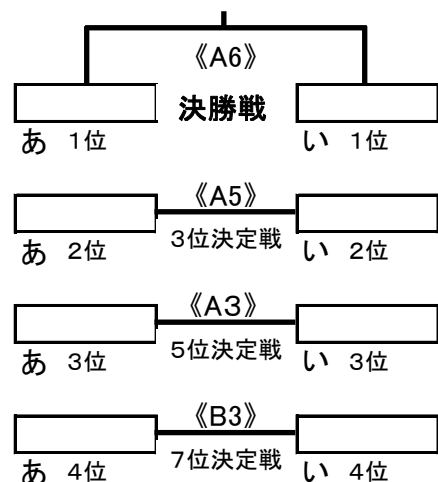 《A6》
決勝戦
あ 1位 い 1位
《A5》
3位決定戦
あ 2位 い 2位
《A3》
5位決定戦
あ 3位 い 3位
《B3》
7位決定戦
あ 4位 い 4位